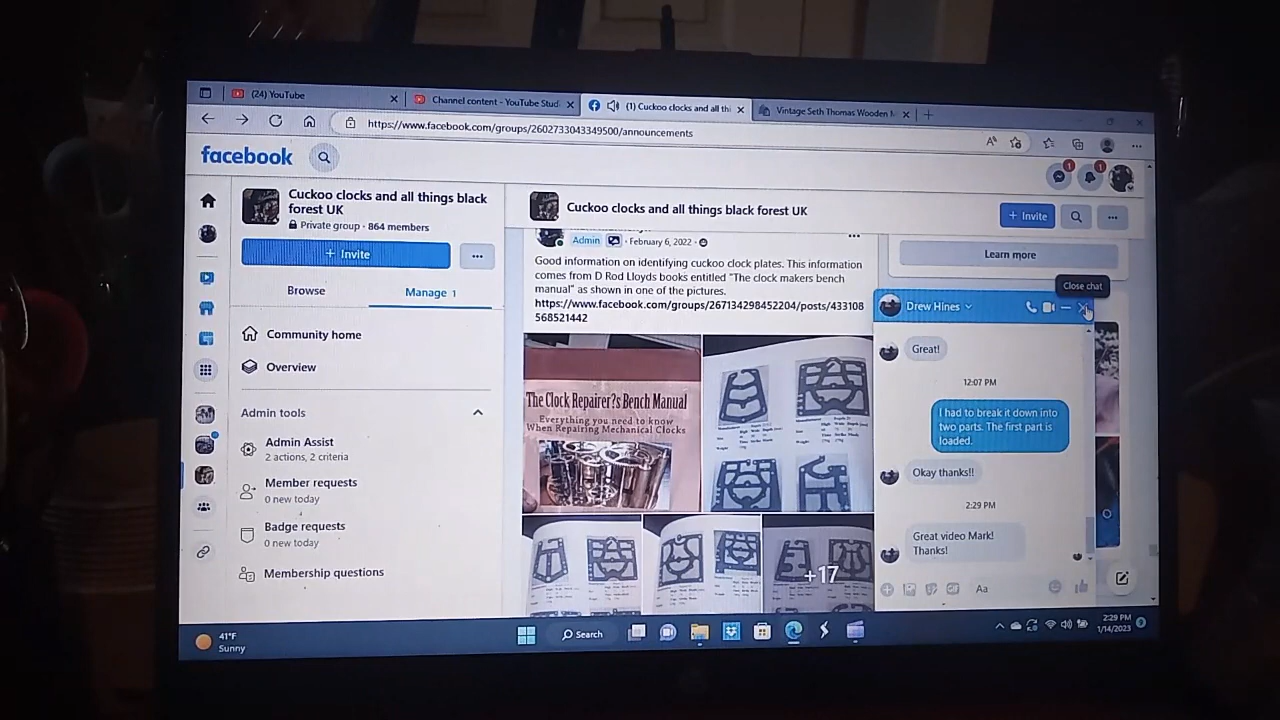 (24) YouTube
Channel content - YouTube Stud
(1) Cuckoo clocks and all thi
Vintage Seth Thomas Wooden
https://www.facebook.com/groups/2602733043349500/announcements
facebook
1
1
Cuckoo clocks and all things black
forest UK
Private group · 864 members
+ Invite
Browse
Manage 1
Community home
Overview
Admin tools
Admin Assist
2 actions, 2 criteria
Member requests
0 new today
Badge requests
0 new today
Membership questions
Cuckoo clocks and all things black forest UK
+ Invite
Admin
· February 6, 2022 ·
Good information on identifying cuckoo clock plates. This information
comes from D Rod Lloyds books entitled "The clock makers bench
manual" as shown in one of the pictures.
https://www.facebook.com/groups/267134298452204/posts/433108
568521442
The Clock Repairer?s Bench Manual
Everything you need to know
When Repairing Mechanical Clocks
+17
Learn more
Close chat
Drew Hines
Great!
12:07 PM
I had to break it down into
two parts. The first part is
loaded.
Okay thanks!!
2:29 PM
Great video Mark!
Thanks!
Aa
41°F
Sunny
Search
2:29 PM
1/14/2023